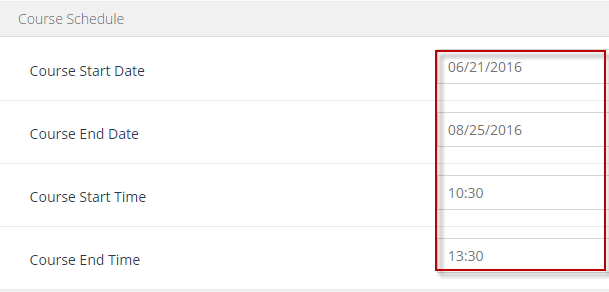 Course Schedule
Course Start Date 06/21/2016
Course End Date 08/25/2016
Course Start Time 10:30
Course End Time 13:30